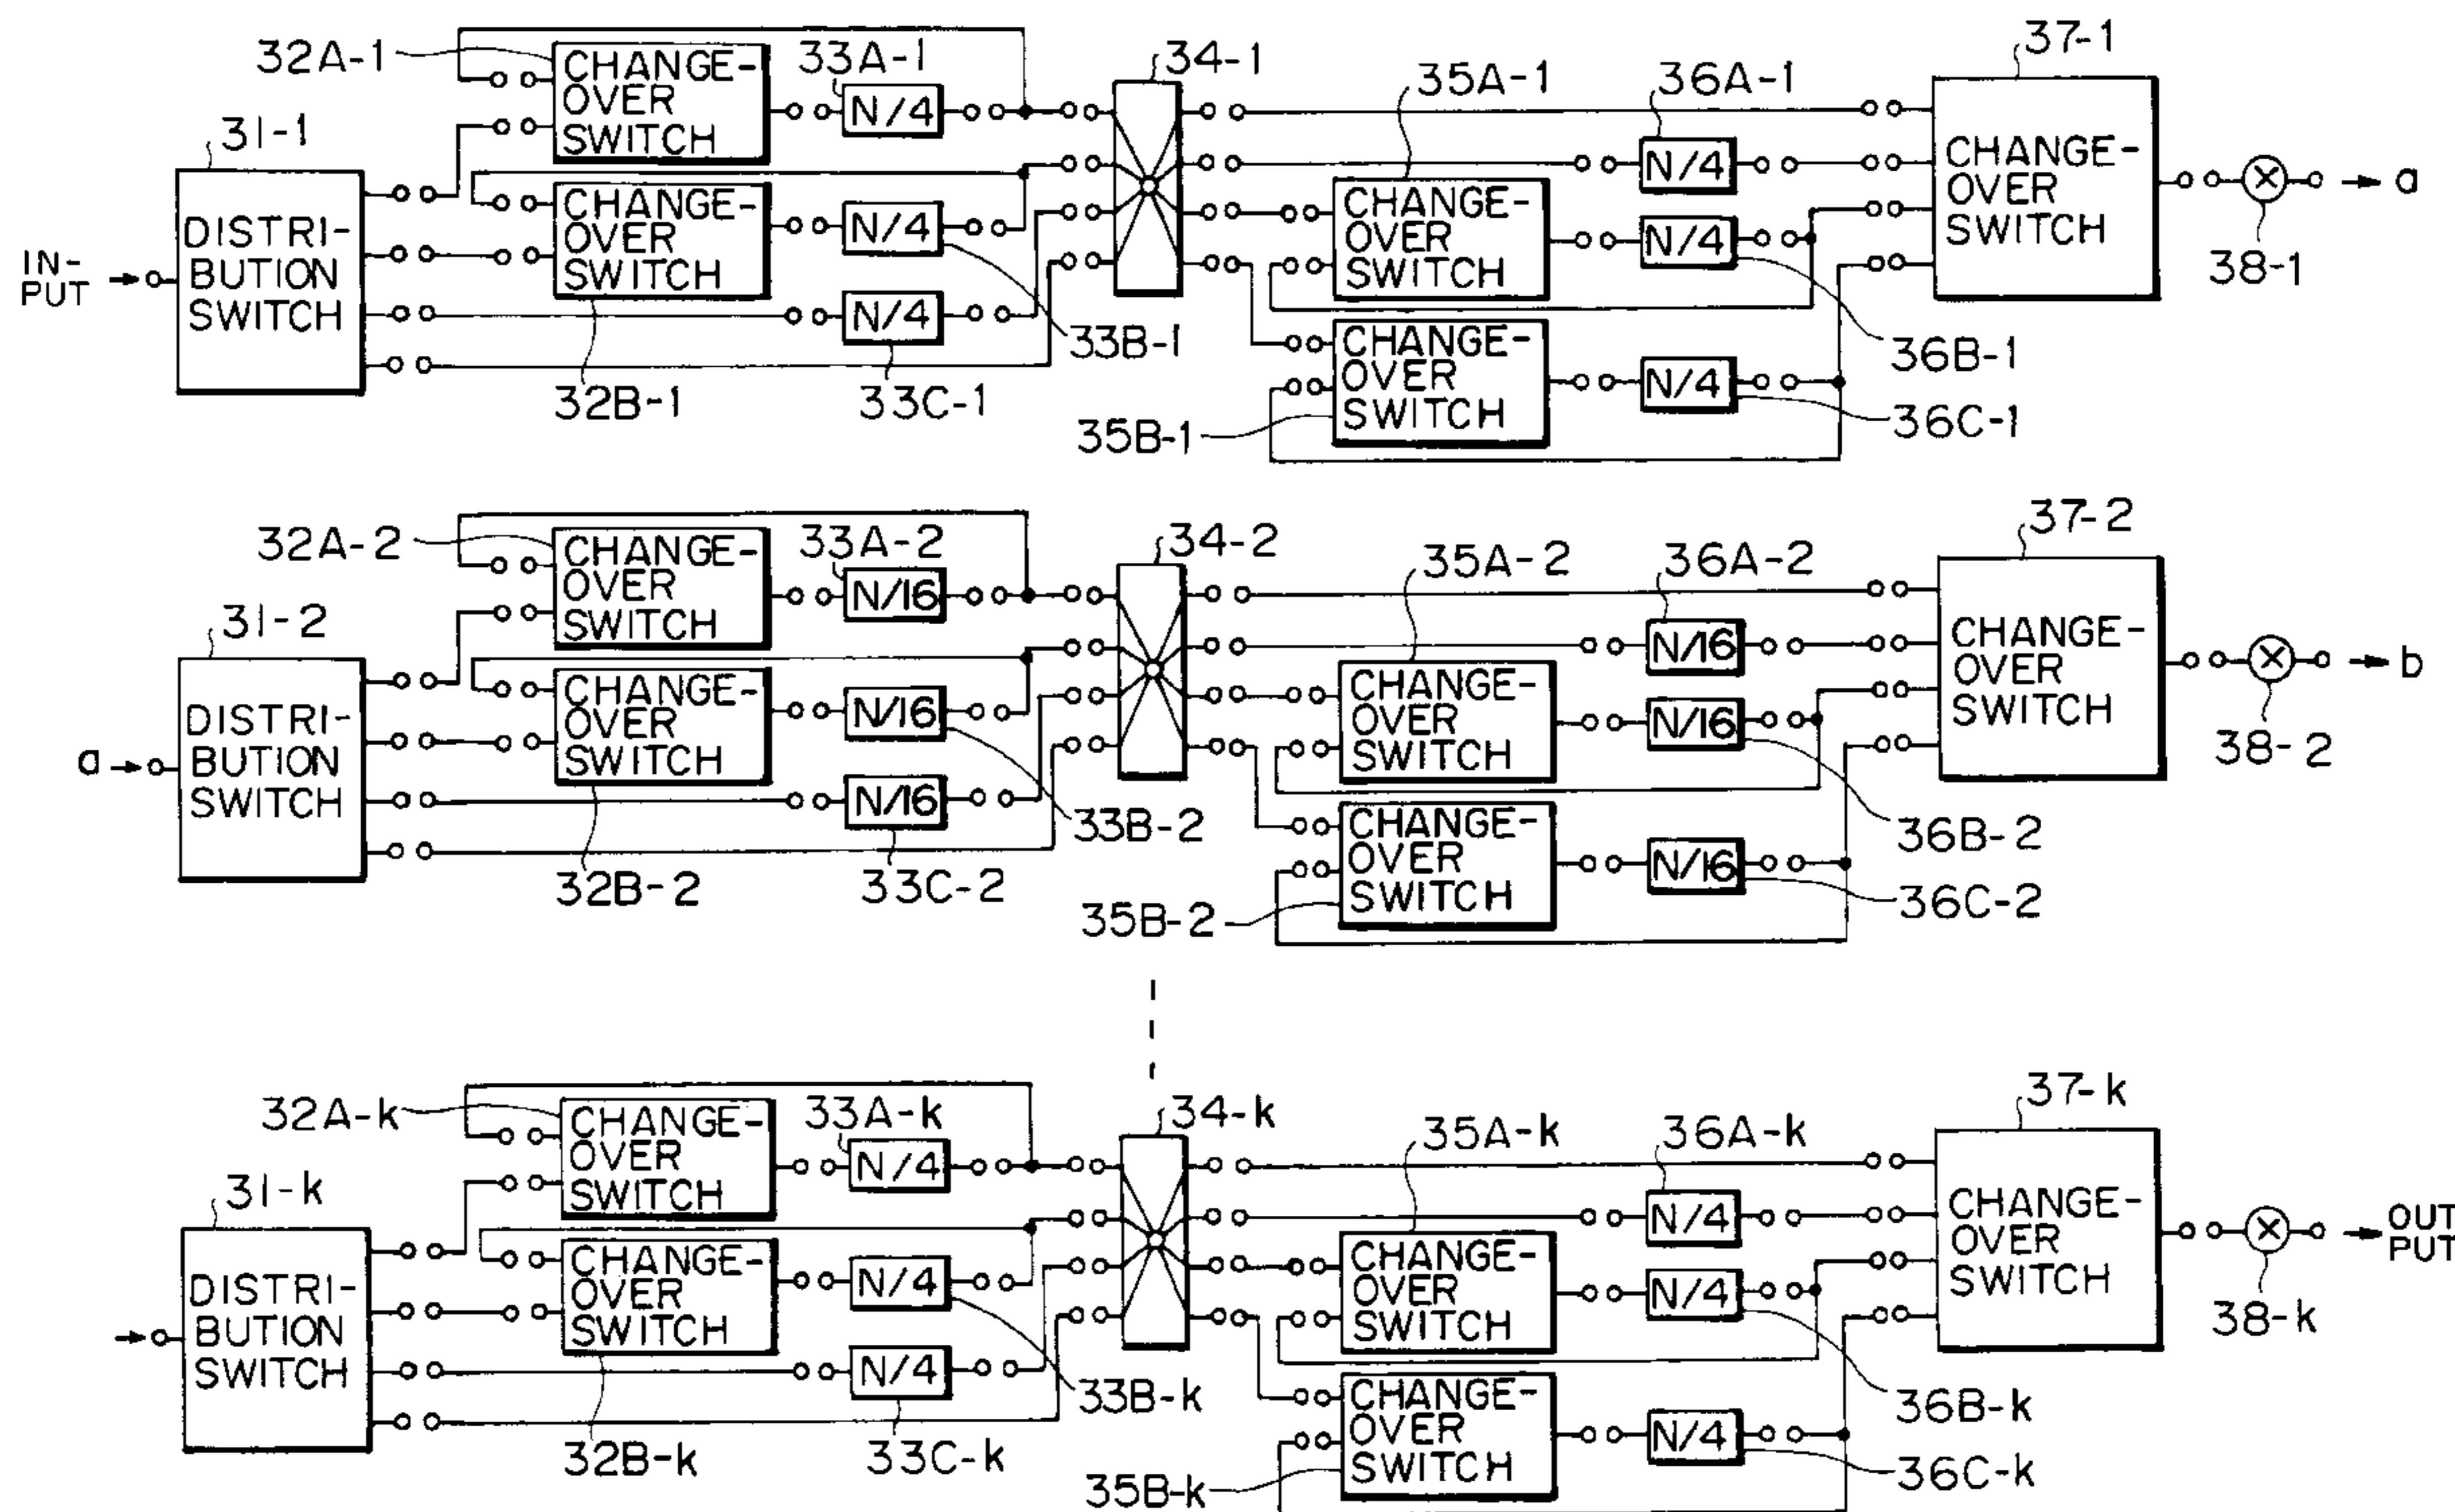 32A-1
CHANGE-
OVER
SWITCH
33A-1
N/4
34-1
35A-1
36A-1
37-1
31-1
DISTRI-
BUTION
SWITCH
IN-
PUT
CHANGE-
OVER
SWITCH
N/4
N/4
32B-1
33B-1
33C-1
CHANGE-
OVER
SWITCH
N/4
N/4
CHANGE-
OVER
SWITCH
a
38-1
CHANGE-
OVER
SWITCH
N/4
35B-1
36B-1
36C-1
32A-2
CHANGE-
OVER
SWITCH
33A-2
N/16
34-2
35A-2
36A-2
37-2
31-2
DISTRI-
BUTION
SWITCH
a
CHANGE-
OVER
SWITCH
N/16
N/16
32B-2
33B-2
33C-2
CHANGE-
OVER
SWITCH
N/16
N/16
CHANGE-
OVER
SWITCH
b
38-2
CHANGE-
OVER
SWITCH
N/16
35B-2
36B-2
36C-2
32A-k
CHANGE-
OVER
SWITCH
33A-k
N/4
34-k
35A-k
36A-k
37-k
31-k
DISTRI-
BUTION
SWITCH
CHANGE-
OVER
SWITCH
N/4
N/4
32B-k
33B-k
33C-k
CHANGE-
OVER
SWITCH
N/4
N/4
CHANGE-
OVER
SWITCH
OUT
PUT
38-k
CHANGE-
OVER
SWITCH
N/4
35B-k
36B-k
36C-k